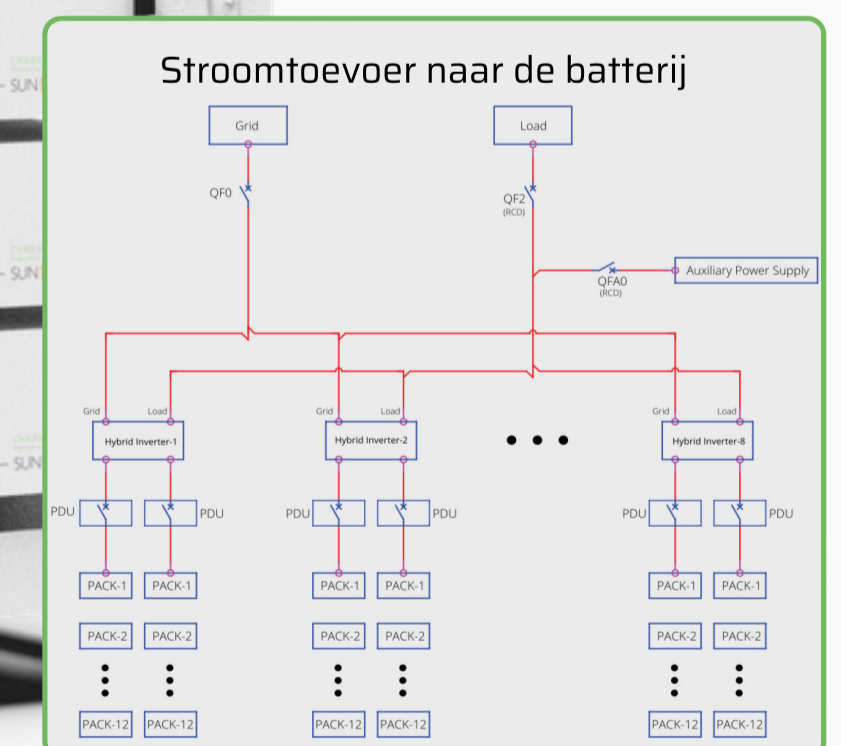 Stroomtoevoer naar de batterij
Grid
Load
QF0
QF2
(RCD)
Auxiliary Power Supply
QFA0
(RCD)
Grid Load Grid Load Grid Load
Hybrid Inverter-1 Hybrid Inverter-2 Hybrid Inverter-8
PDU PDU PDU PDU PDU PDU
PACK-1 PACK-1 PACK-1 PACK-1 PACK-1 PACK-1
PACK-2 PACK-2 PACK-2 PACK-2 PACK-2 PACK-2
PACK-12 PACK-12 PACK-12 PACK-12 PACK-12 PACK-12
SUN
SUN
SUN